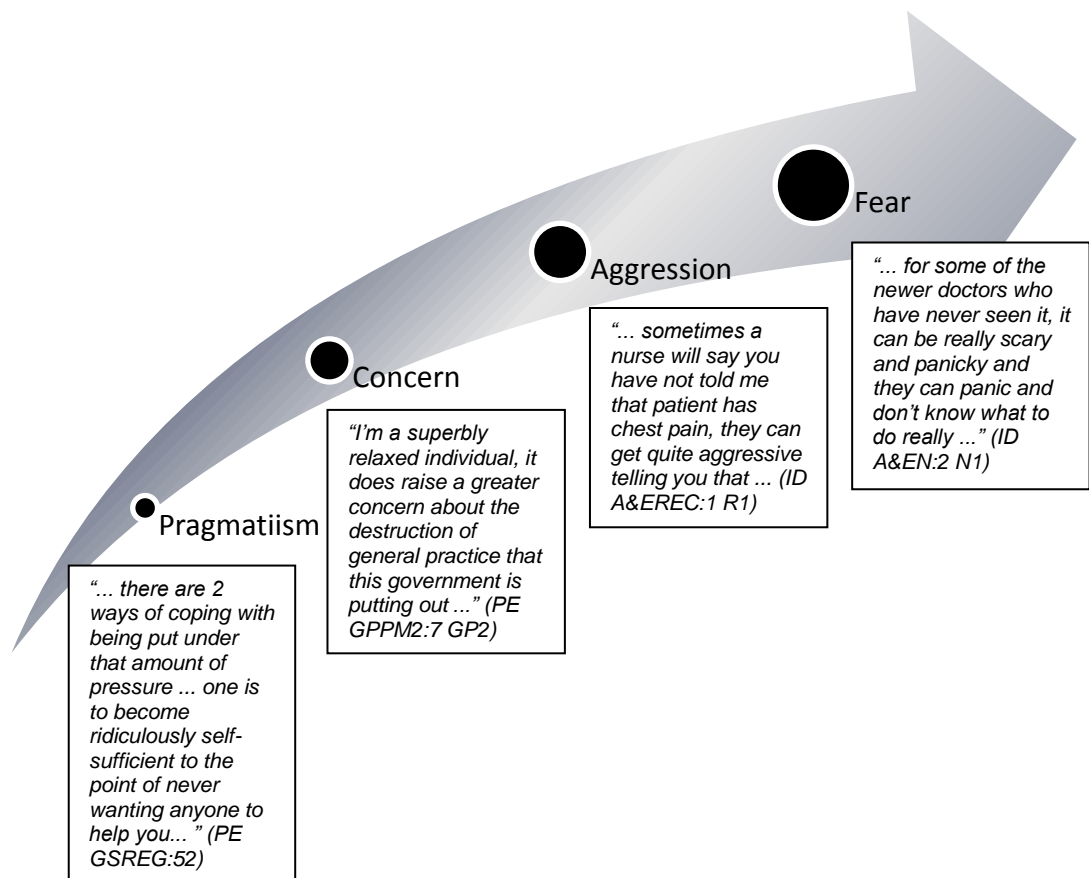 Pragmatiism
"... there are 2
ways of coping with
being put under
that amount of
pressure ... one is
to become
ridiculously self-
sufficient to the
point of never
wanting anyone to
help you... " (PE
GSREG:52)
Concern
"I'm a superbly
relaxed individual, it
does raise a greater
concern about the
destruction of
general practice that
this government is
putting out ..." (PE
GPPM2:7 GP2)
Aggression
"... sometimes a
nurse will say you
have not told me
that patient has
chest pain, they can
get quite aggressive
telling you that ... (ID
A&EREC:1 R1)
Fear
"... for some of the
newer doctors who
have never seen it, it
can be really scary
and panicky and
they can panic and
don't know what to
do really ..." (ID
A&EN:2 N1)